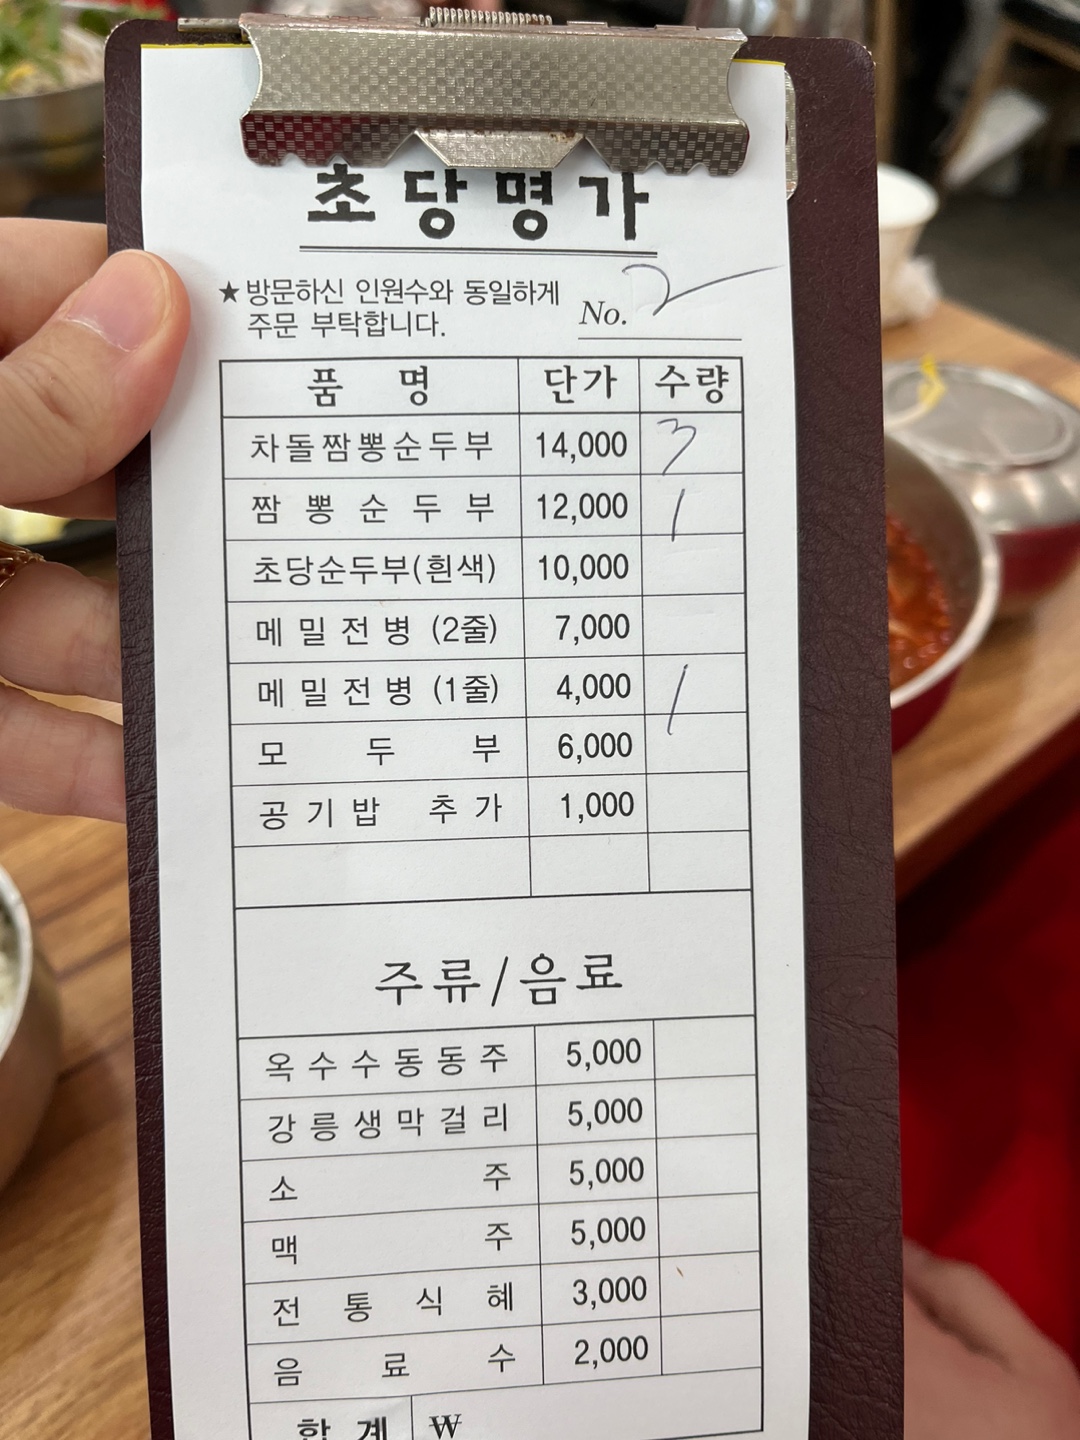 초당명가
★방문하신 인원수와 동일하게
주문 부탁합니다.
No. 2
품 명 단가 수량
차돌짬뽕순두부 14,000 3
짬뽕순두부 12,000 1
초당순두부(흰색) 10,000
메밀전병 (2줄) 7,000
메밀전병 (1줄) 4,000 1
모두부 6,000
공기밥 추가 1,000
주류/음료
옥수수동동주 5,000
강릉생막걸리 5,000
소주 5,000
맥주 5,000
전통식혜 3,000
음료수 2,000
합계 ₩